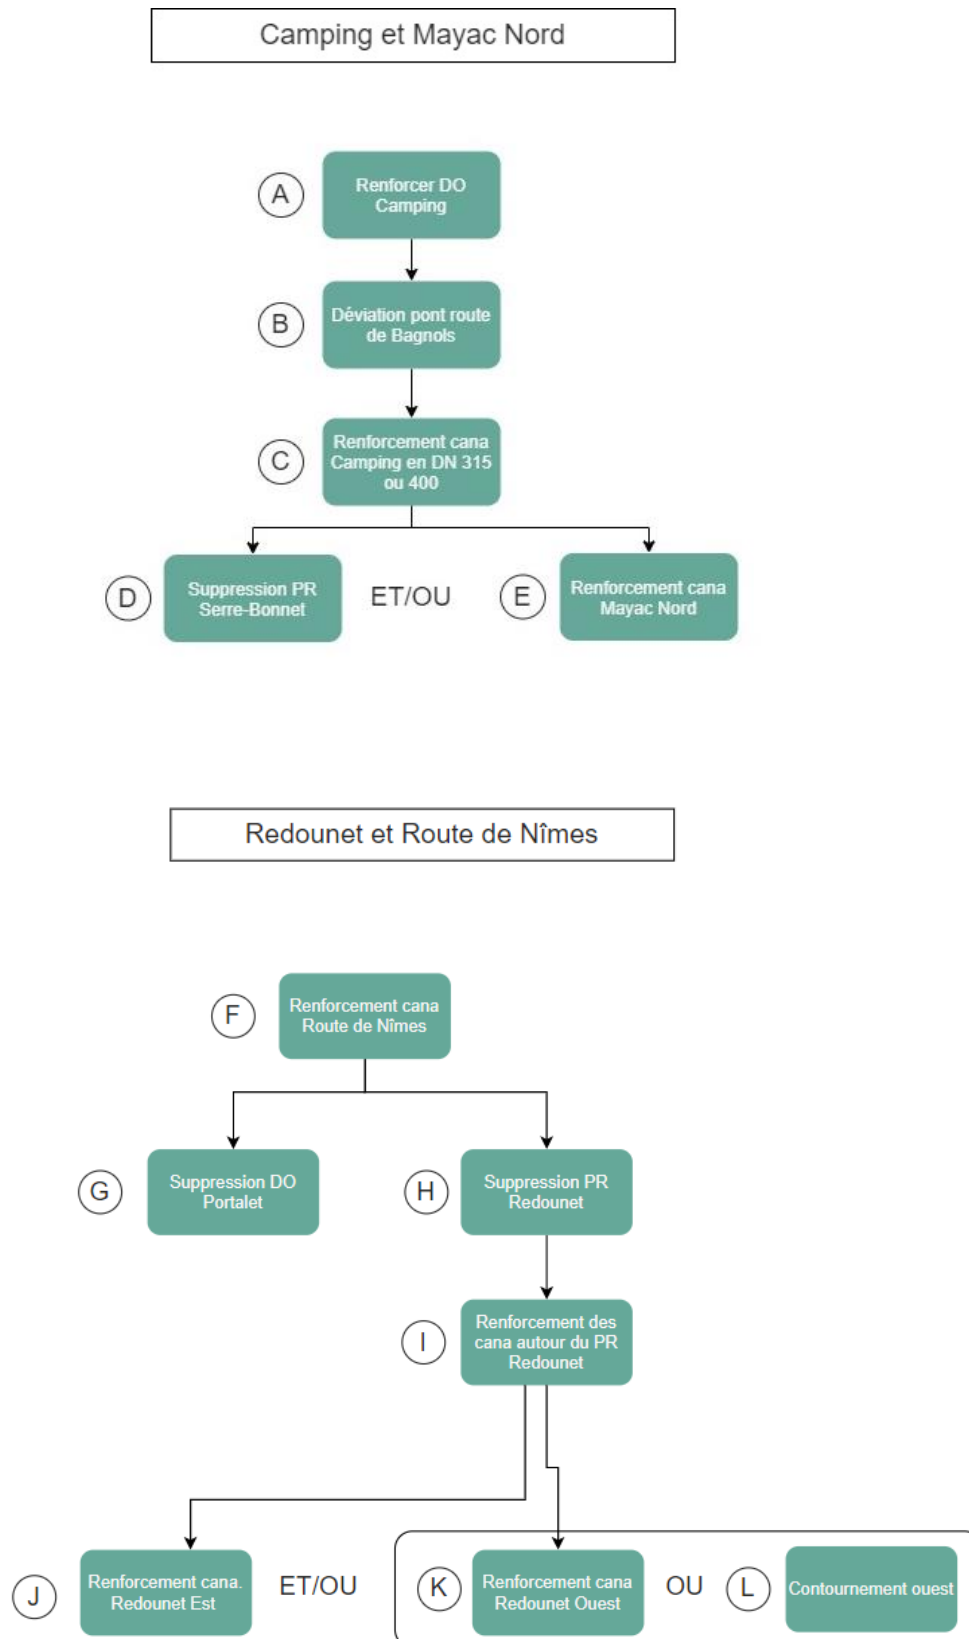 Camping et Mayac Nord
A
Renforcer DO
Camping
B
Déviation pont route
de Bagnols
C
Renforcement cana
Camping en DN 315
ou 400
D
Suppression PR
Serre-Bonnet
ET/OU
E
Renforcement cana
Mayac Nord
Redounet et Route de Nîmes
F
Renforcement cana
Route de Nîmes
G
Suppression DO
Portalet
H
Suppression PR
Redounet
I
Renforcement des
cana autour du PR
Redounet
J
Renforcement cana.
Redounet Est
ET/OU
K
Renforcement cana
Redounet Ouest
OU
L
Contournement ouest